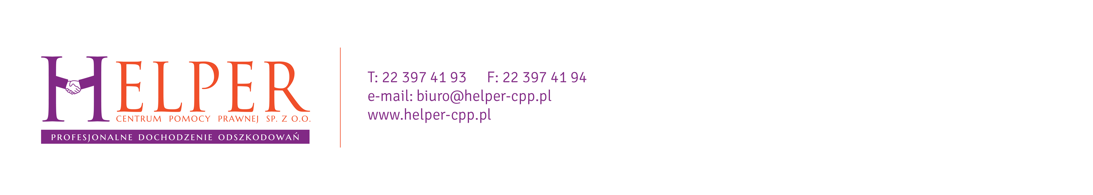 HELPER
CENTRUM POMOCY PRAWNEJ SP. Z O.O.
PROFESJONALNE DOCHODZENIE ODSZKODOWAŃ
T: 22 397 41 93 F: 22 397 41 94
e-mail: biuro@helper-cpp.pl
www.helper-cpp.pl